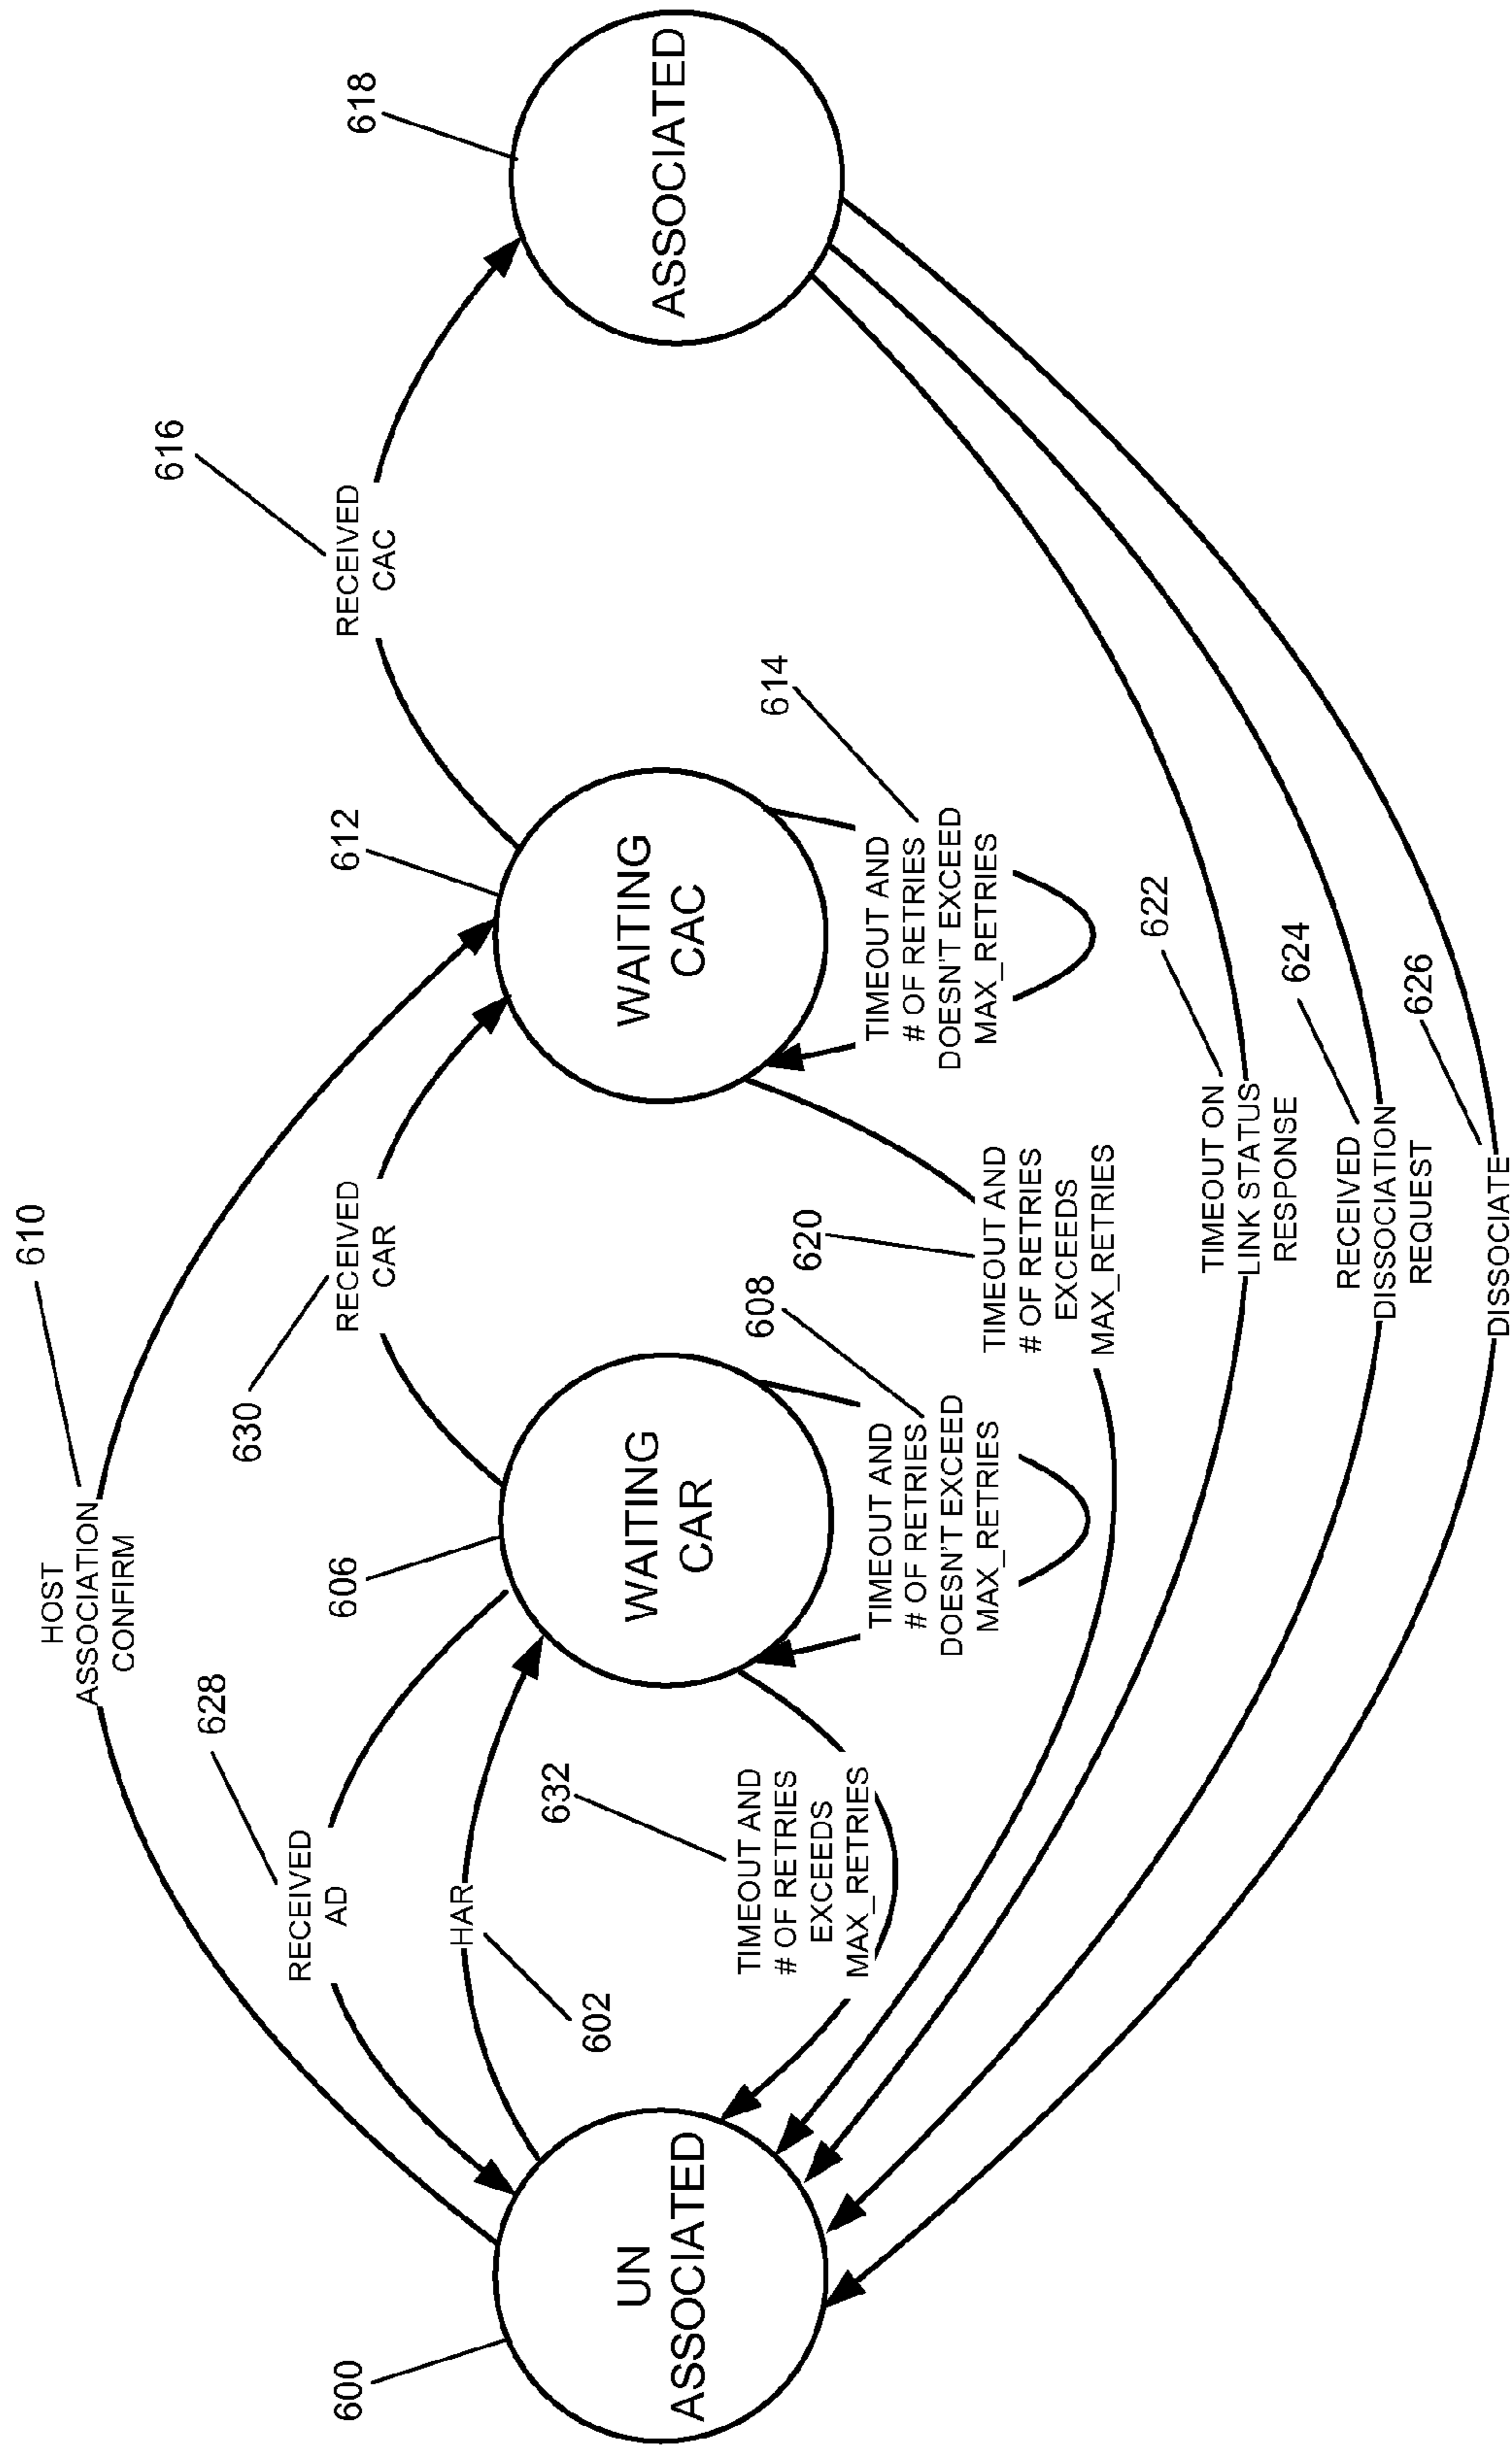 610
HOST
ASSOCIATION
CONFIRM
628
RECEIVED
AD
630
RECEIVED
CAR
616
RECEIVED
CAC
600
UN
ASSOCIATED
HAR
602
606
WAITING
CAR
612
WAITING
CAC
618
ASSOCIATED
632
TIMEOUT AND
# OF RETRIES
EXCEEDS
MAX_RETRIES
608
TIMEOUT AND
# OF RETRIES
DOESN'T EXCEED
MAX_RETRIES
614
TIMEOUT AND
# OF RETRIES
DOESN'T EXCEED
MAX_RETRIES
620
TIMEOUT AND
# OF RETRIES
EXCEEDS
MAX_RETRIES
622
TIMEOUT ON
LINK STATUS
RESPONSE
624
RECEIVED
DISSOCIATION
REQUEST
626
DISSOCIATE